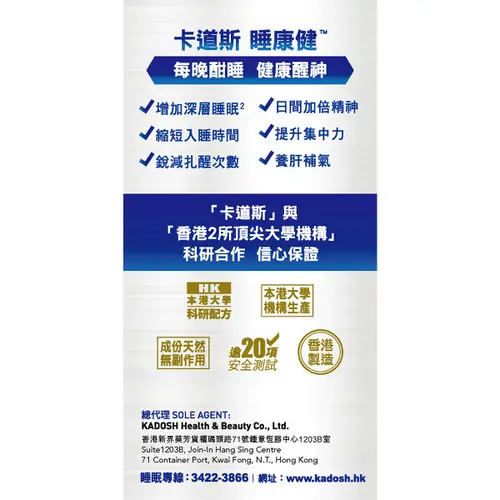 卡道斯 睡康健™
每晚酣睡 健康醒神
增加深層睡眠² 日間加倍精神
縮短入睡時間 提升集中力
銳減扎醒次數 養肝補氣
「卡道斯」與
「香港2所頂尖大學機構」
科研合作 信心保證
HK
本港大學
科研配方
本港大學
機構生產
成份天然
無副作用
逾20項
安全測試
香港
製造
總代理 SOLE AGENT:
KADOSH Health & Beauty Co., Ltd.
香港新界葵芳貨櫃碼頭路71號鍾意恆勝中心1203B室
Suite1203B, Join-In Hang Sing Centre
71 Container Port, Kwai Fong, N.T., Hong Kong
睡眠專線:3422-3866 | 網址:www.kadosh.hk